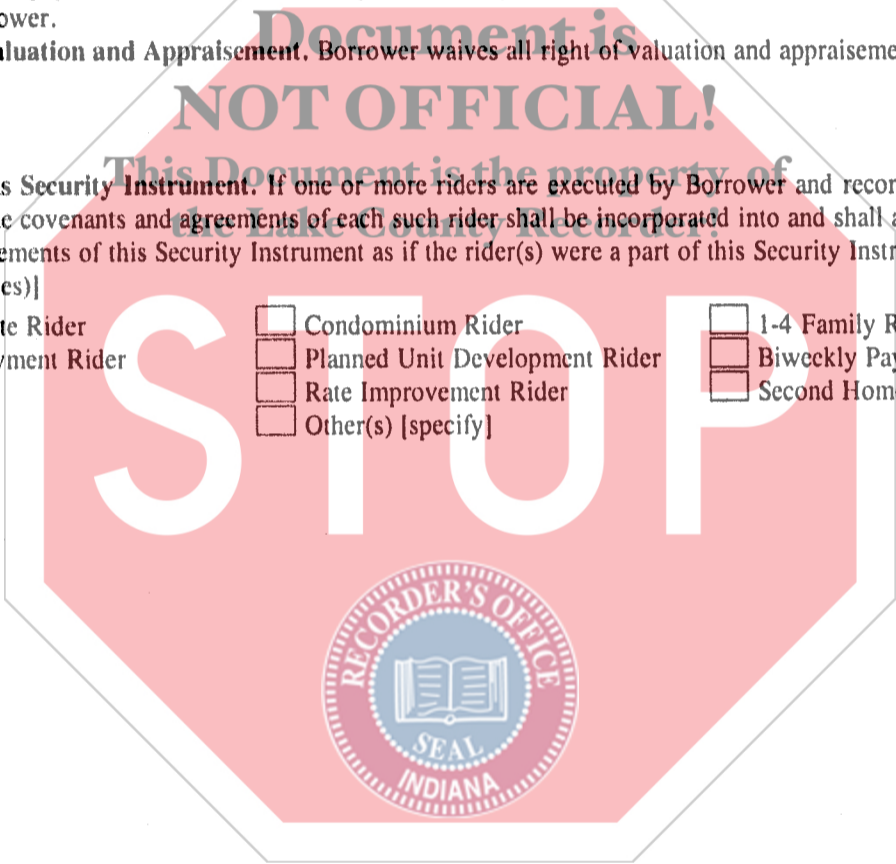 ower.
Document is
aluation and Appraisement. Borrower waives all right of valuation and appraiseme
NOT OFFICIAL!
This Document is the property of
s Security Instrument. If one or more riders are executed by Borrower and recor
e covenants and agreements of each such rider shall be incorporated into and shall a
the Lake County Recorder!
ements of this Security Instrument as if the rider(s) were a part of this Security Instr
es)]
te Rider Condominium Rider 1-4 Family R
yment Rider Planned Unit Development Rider Biweekly Pay
Rate Improvement Rider Second Hom
Other(s) [specify]
STOP
RECORDER'S OFFICE
SEAL
INDIANA